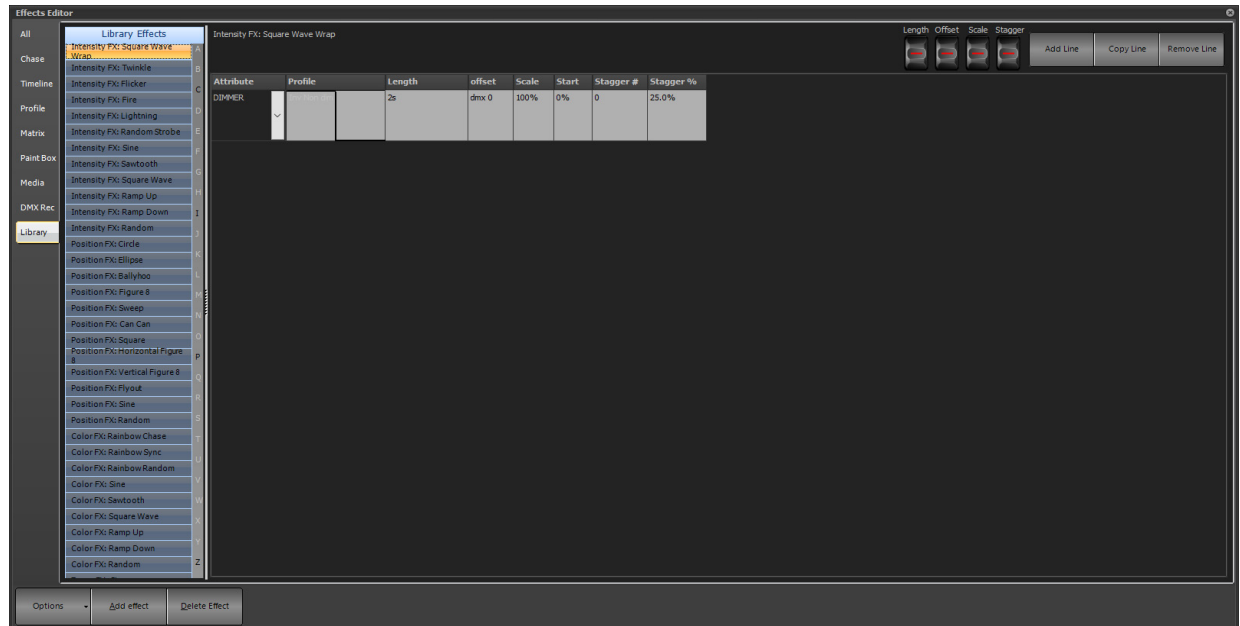 Effects Editor
All
Chase
Timeline
Profile
Matrix
Paint Box
Media
DMX Rec
Library
Library Effects
Intensity FX: Square Wave
Wrap
Intensity FX: Twinkle
Intensity FX: Flicker
Intensity FX: Fire
Intensity FX: Lightning
Intensity FX: Random Strobe
Intensity FX: Sine
Intensity FX: Sawtooth
Intensity FX: Square Wave
Intensity FX: Ramp Up
Intensity FX: Ramp Down
Intensity FX: Random
Position FX: Circle
Position FX: Ellipse
Position FX: Ballyhoo
Position FX: Figure 8
Position FX: Sweep
Position FX: Can Can
Position FX: Square
Position FX: Horizontal Figure
8
Position FX: Vertical Figure 8
Position FX: Flyout
Position FX: Sine
Position FX: Random
Color FX: Rainbow Chase
Color FX: Rainbow Sync
Color FX: Rainbow Random
Color FX: Sine
Color FX: Sawtooth
Color FX: Square Wave
Color FX: Ramp Up
Color FX: Ramp Down
Color FX: Random
A
B
C
D
E
F
G
H
I
J
K
L
M
N
O
P
Q
R
S
T
U
V
W
X
Y
Z
Intensity FX: Square Wave Wrap
Length Offset Scale Stagger
Add Line Copy Line Remove Line
Attribute Profile Length offset Scale Start Stagger # Stagger %
DIMMER 2s dmx 0 100% 0% 0 25.0%
Options Add effect Delete Effect